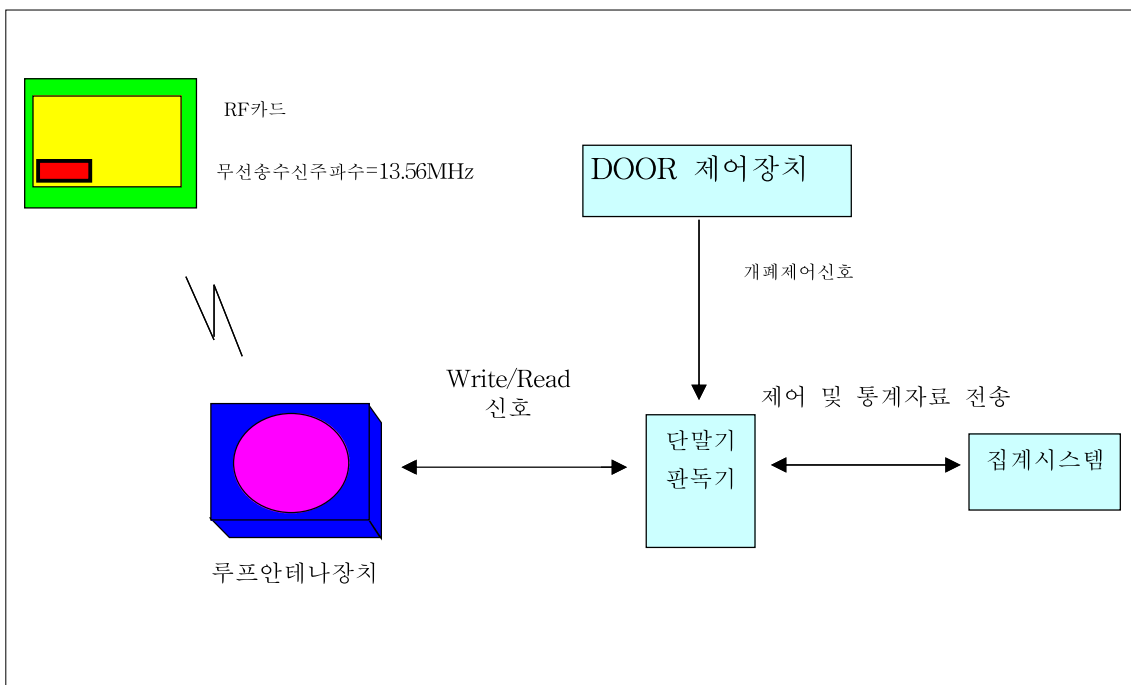 RF카드
무선송수신주파수=13.56MHz
DOOR 제어장치
개폐제어신호
Write/Read
신호
제어 및 통계자료 전송
단말기
판독기
집계시스템
루프안테나장치